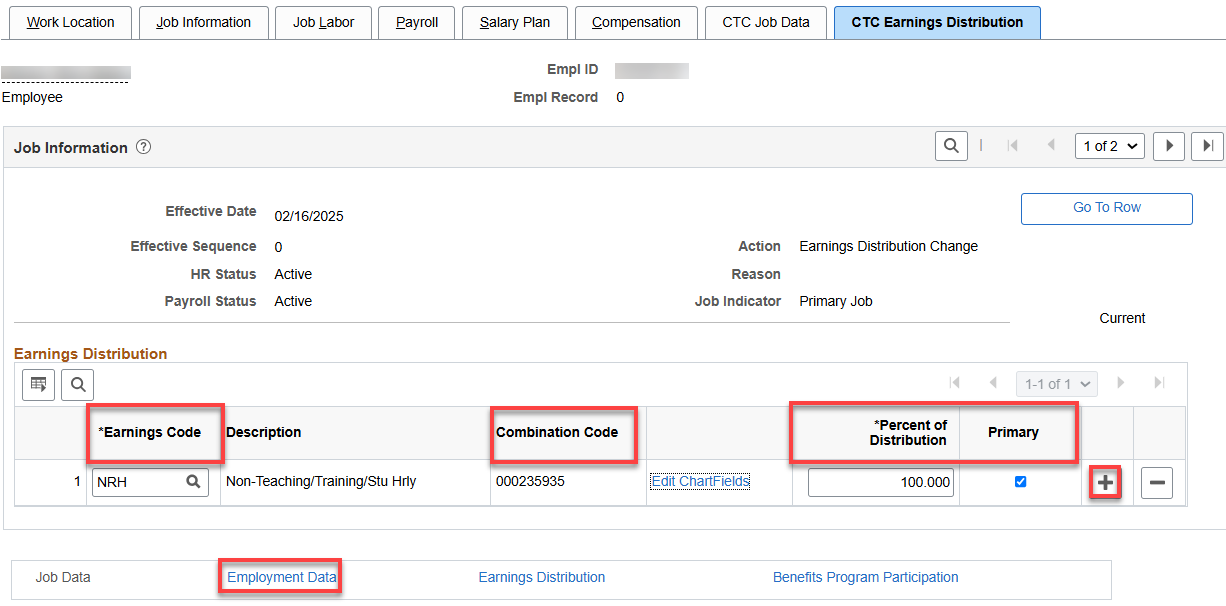 Work Location Job Information Job Labor Payroll Salary Plan Compensation CTC Job Data CTC Earnings Distribution
Empl ID
Employee
Empl Record 0
Job Information ?
1 of 2
Effective Date 02/16/2025
Go To Row
Effective Sequence 0
Action Earnings Distribution Change
HR Status Active
Reason
Payroll Status Active
Job Indicator Primary Job
Current
Earnings Distribution
1-1 of 1
*Earnings Code Description Combination Code *Percent of Distribution Primary
1 NRH Non-Teaching/Training/Stu Hrly 000235935 Edit ChartFields 100.000
Job Data Employment Data Earnings Distribution Benefits Program Participation